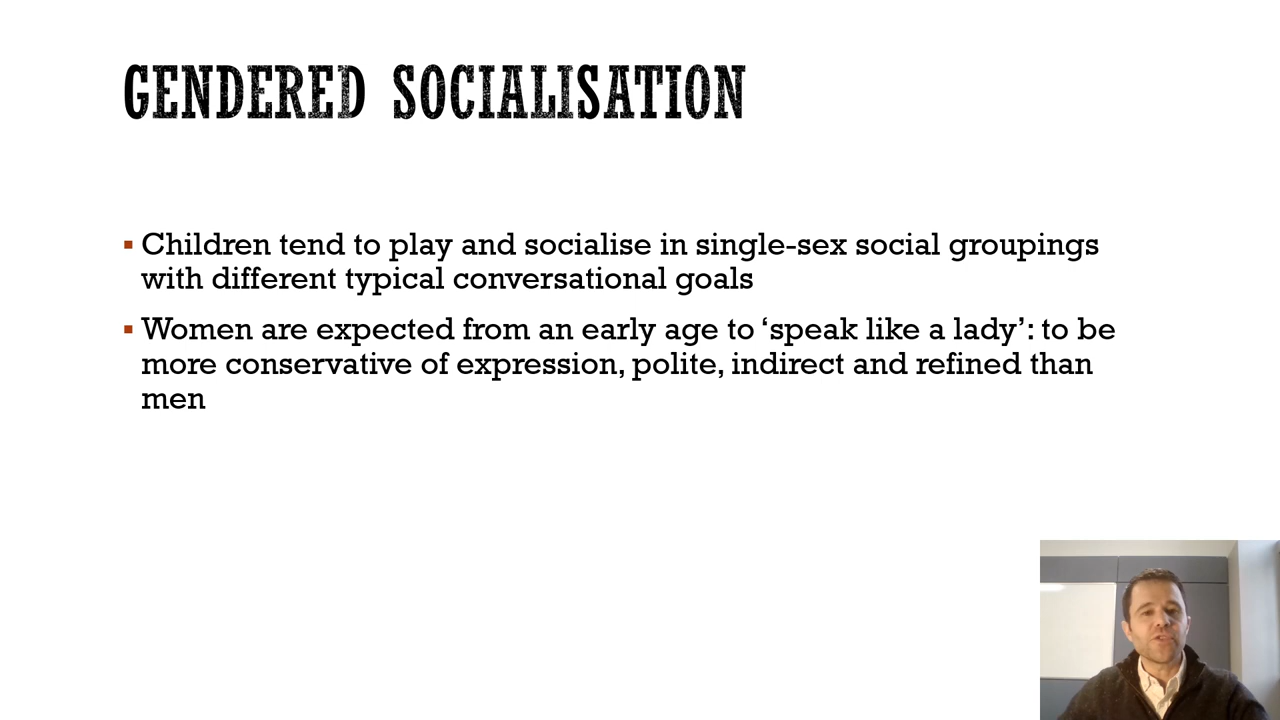 GENDERED SOCIALISATION
▪ Children tend to play and socialise in single-sex social groupings
with different typical conversational goals
▪ Women are expected from an early age to ‘speak like a lady’: to be
more conservative of expression, polite, indirect and refined than
men